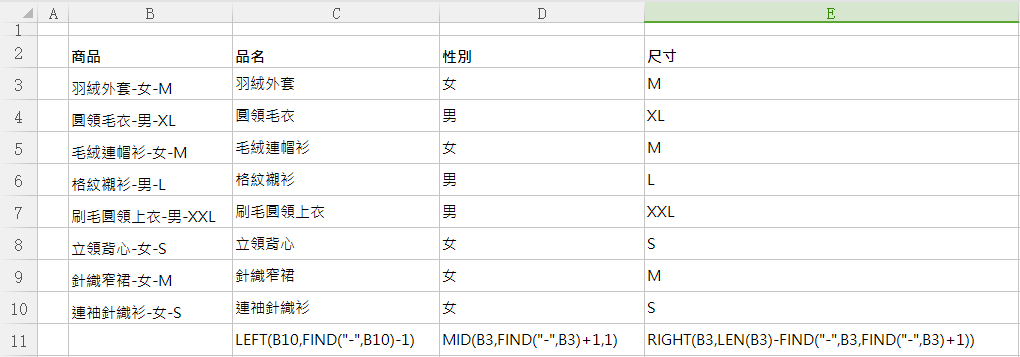 A B C D E
1
2 商品 品名 性別 尺寸
3 羽絨外套-女-M 羽絨外套 女 M
4 圓領毛衣-男-XL 圓領毛衣 男 XL
5 毛絨連帽衫-女-M 毛絨連帽衫 女 M
6 格紋襯衫-男-L 格紋襯衫 男 L
7 刷毛圓領上衣-男-XXL 刷毛圓領上衣 男 XXL
8 立領背心-女-S 立領背心 女 S
9 針織窄裙-女-M 針織窄裙 女 M
10 連袖針織衫-女-S 連袖針織衫 女 S
11 LEFT(B10,FIND("-",B10)-1) MID(B3,FIND("-",B3)+1,1) RIGHT(B3,LEN(B3)-FIND("-",B3,FIND("-",B3)+1))